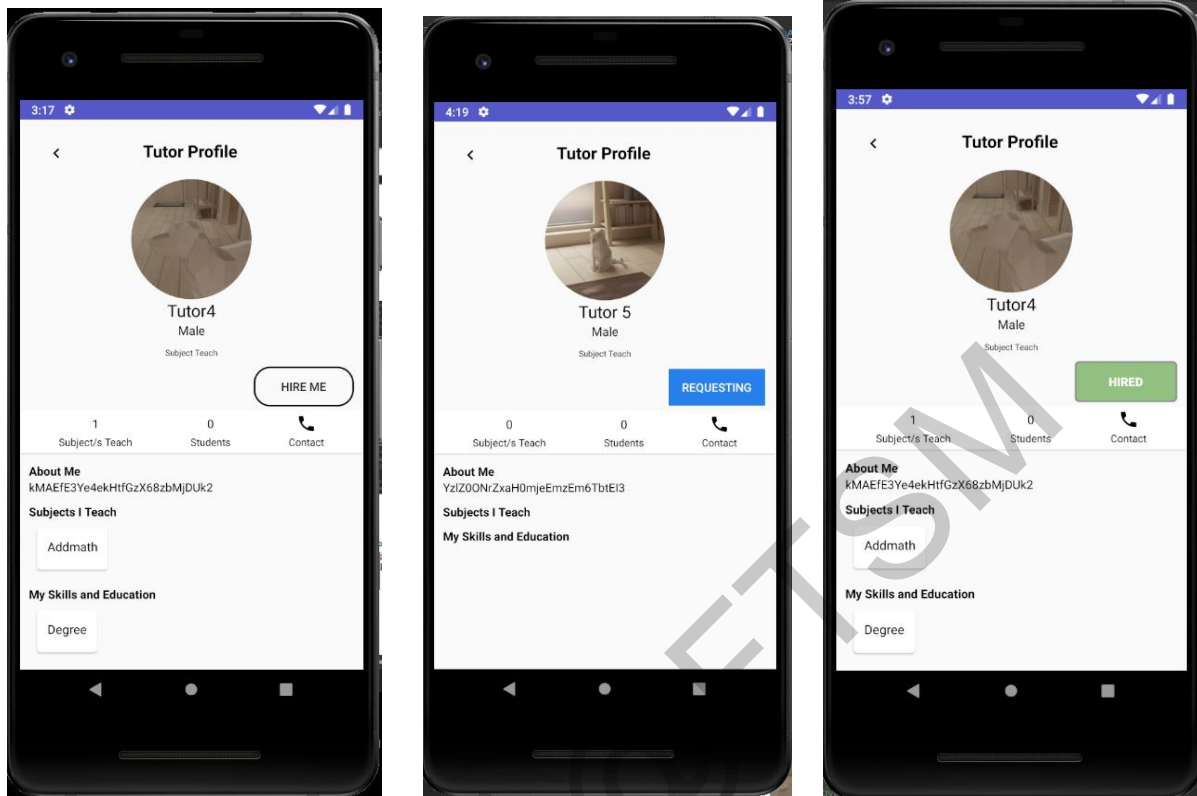 3:17
Tutor Profile
Tutor4
Male
Subject Teach
HIRE ME
1
0
Subject/s Teach
Students
Contact
About Me
kMAEfE3Ye4ekHtfGzX68zbMjDUk2
Subjects I Teach
Addmath
My Skills and Education
Degree
4:19
Tutor Profile
Tutor 5
Male
Subject Teach
REQUESTING
0
0
Subject/s Teach
Students
Contact
About Me
YzlZ0ONrZxaH0mjeEmzEm6TbtEI3
Subjects I Teach
My Skills and Education
3:57
Tutor Profile
Tutor4
Male
Subject Teach
HIRED
1
0
Subject/s Teach
Students
Contact
About Me
kMAEfE3Ye4ekHtfGzX68zbMjDUk2
Subjects I Teach
Addmath
My Skills and Education
Degree
FTSM